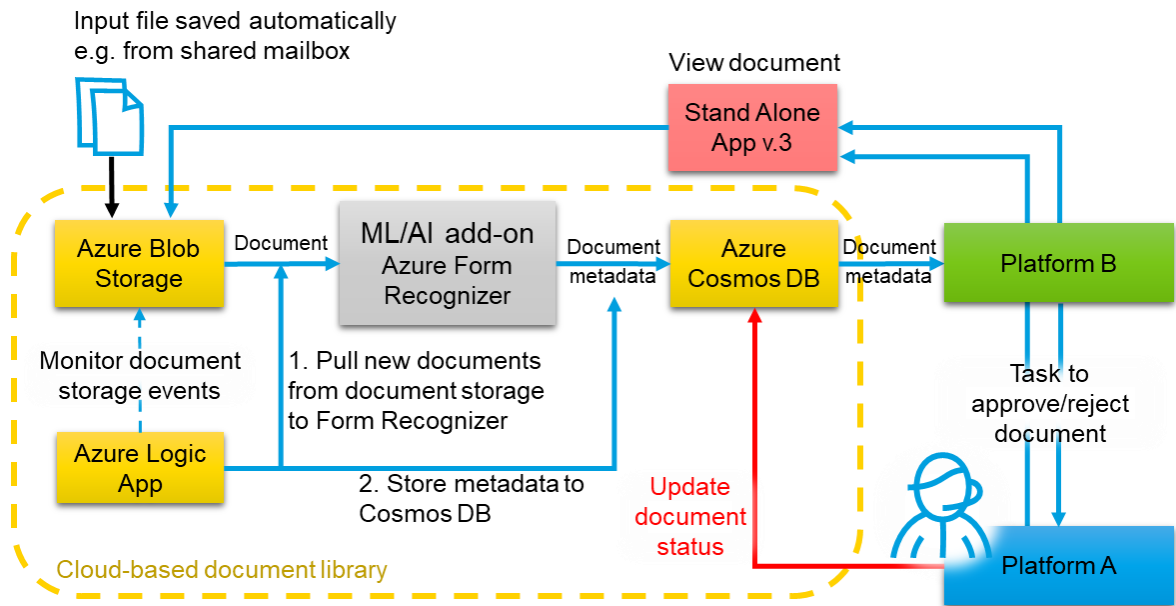 Input file saved automatically
e.g. from shared mailbox
View document
Stand Alone
App v.3
Azure Blob
Storage
Document
ML/AI add-on
Azure Form
Recognizer
Document
metadata
Azure
Cosmos DB
Document
metadata
Platform B
Monitor document
storage events
1. Pull new documents
from document storage
to Form Recognizer
Task to
approve/reject
document
Azure Logic
App
2. Store metadata to
Cosmos DB
Update
document
status
Platform A
Cloud-based document library